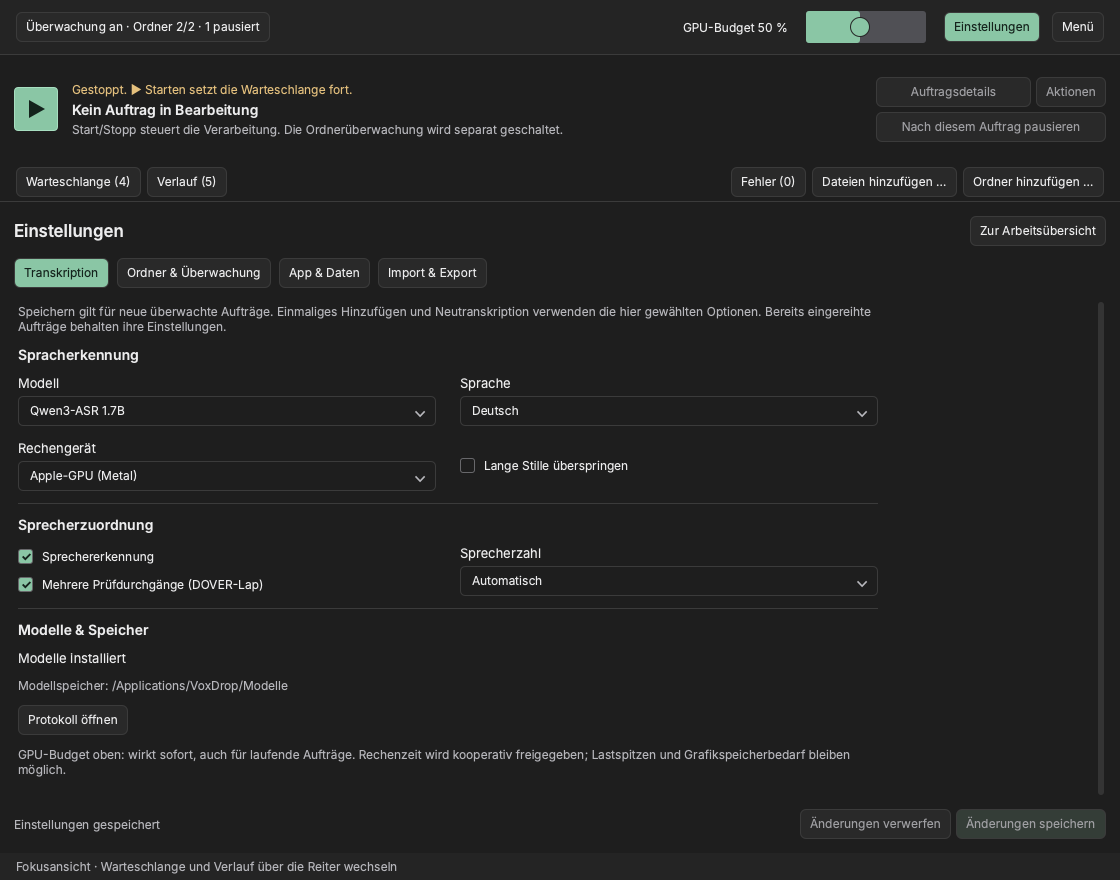 Überwachung an · Ordner 2/2 · 1 pausiert
GPU-Budget 50 %
Einstellungen
Menü
Gestoppt. ▶ Starten setzt die Warteschlange fort.
Kein Auftrag in Bearbeitung
Start/Stopp steuert die Verarbeitung. Die Ordnerüberwachung wird separat geschaltet.
Auftragsdetails
Aktionen
Nach diesem Auftrag pausieren
Warteschlange (4)
Verlauf (5)
Fehler (0)
Dateien hinzufügen ...
Ordner hinzufügen ...
Einstellungen
Zur Arbeitsübersicht
Transkription
Ordner & Überwachung
App & Daten
Import & Export
Speichern gilt für neue überwachte Aufträge. Einmaliges Hinzufügen und Neutranskription verwenden die hier gewählten Optionen. Bereits eingereihte
Aufträge behalten ihre Einstellungen.
Spracherkennung
Modell
Sprache
Qwen3-ASR 1.7B
Deutsch
Rechengerät
Apple-GPU (Metal)
Lange Stille überspringen
Sprecherzuordnung
Sprechererkennung
Mehrere Prüfdurchgänge (DOVER-Lap)
Sprecherzahl
Automatisch
Modelle & Speicher
Modelle installiert
Modellspeicher: /Applications/VoxDrop/Modelle
Protokoll öffnen
GPU-Budget oben: wirkt sofort, auch für laufende Aufträge. Rechenzeit wird kooperativ freigegeben; Lastspitzen und Grafikspeicherbedarf bleiben
möglich.
Einstellungen gespeichert
Änderungen verwerfen
Änderungen speichern
Fokusansicht · Warteschlange und Verlauf über die Reiter wechseln